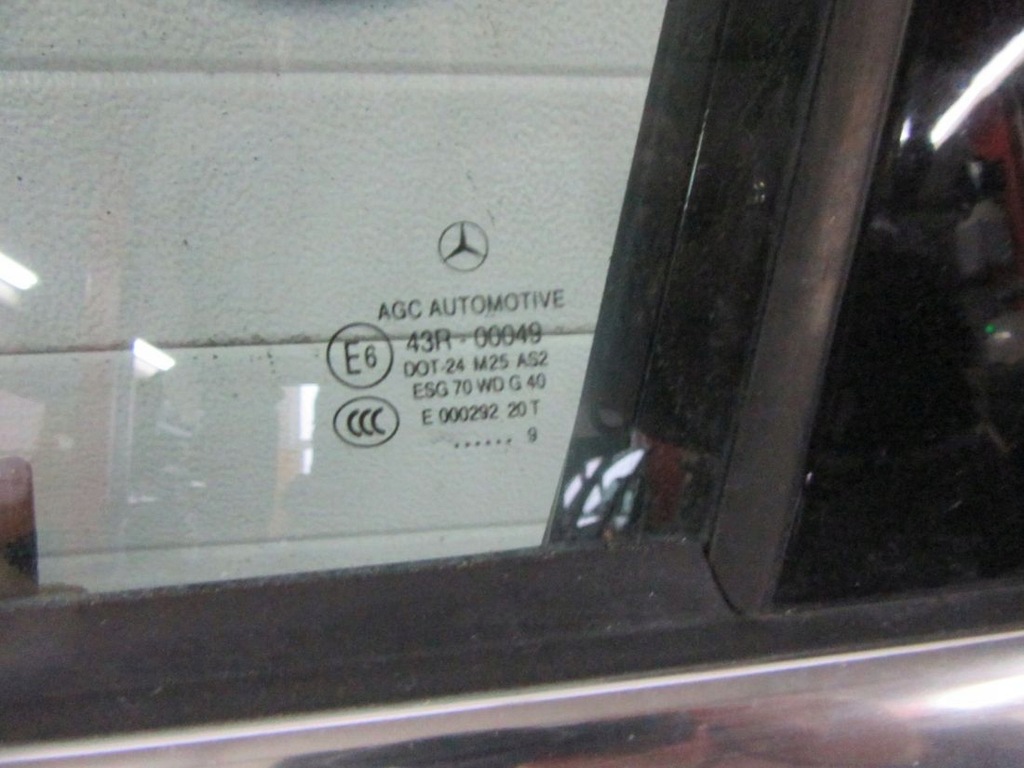 AGC AUTOMOTIVE
E6 43R - 00049
DOT-24 M25 AS2
ESG 70 WD G 40
CCC E 000292 20 T
...... 9